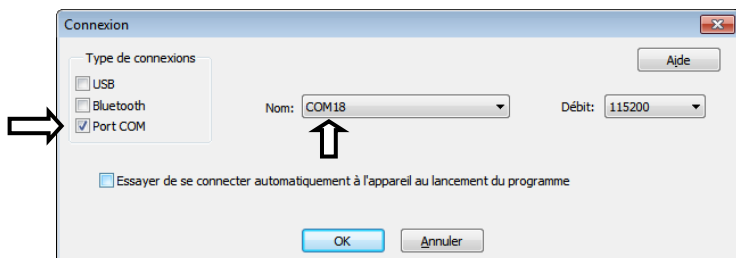 Connexion
Type de connexions
Aide
USB
Bluetooth
Nom: COM18
Débit: 115200
Port COM
Essayer de se connecter automatiquement à l'appareil au lancement du programme
OK
Annuler